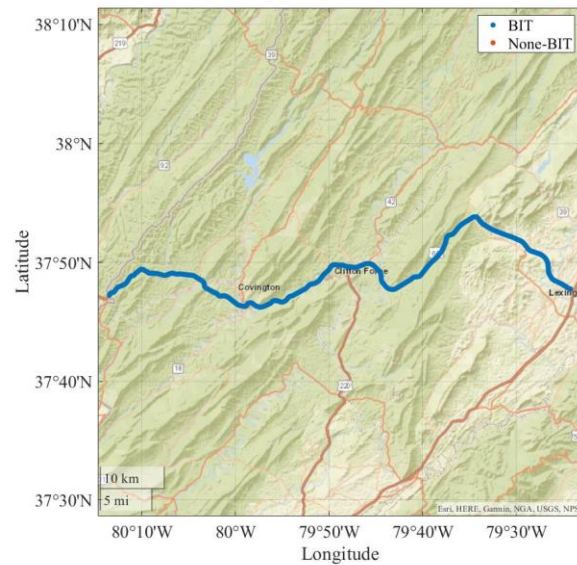 38°10'N
38°N
37°50'N
37°40'N
37°30'N
Latitude
BIT
None-BIT
219
39
92
42
39
Clifton Forge
Covington
Lexing
18
220
10 km
5 mi
Esri, HERE, Garmin, NGA, USGS, NPS
80°10'W
80°W
79°50'W
79°40'W
79°30'W
Longitude